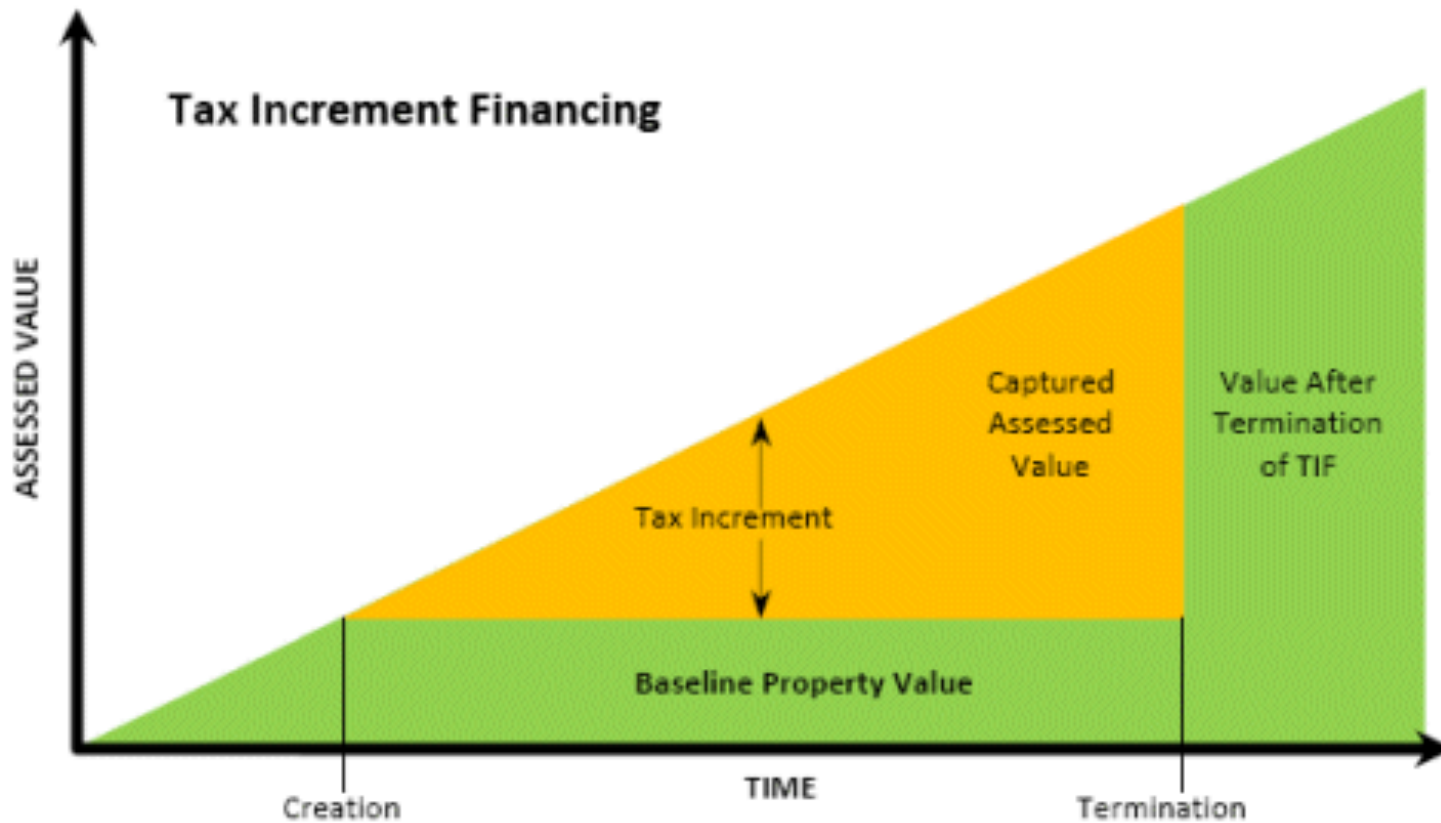 Tax Increment Financing
ASSESSED VALUE
Captured
Assessed
Value
Value After
Termination
of TIF
Tax Increment
Baseline Property Value
TIME
Creation
Termination